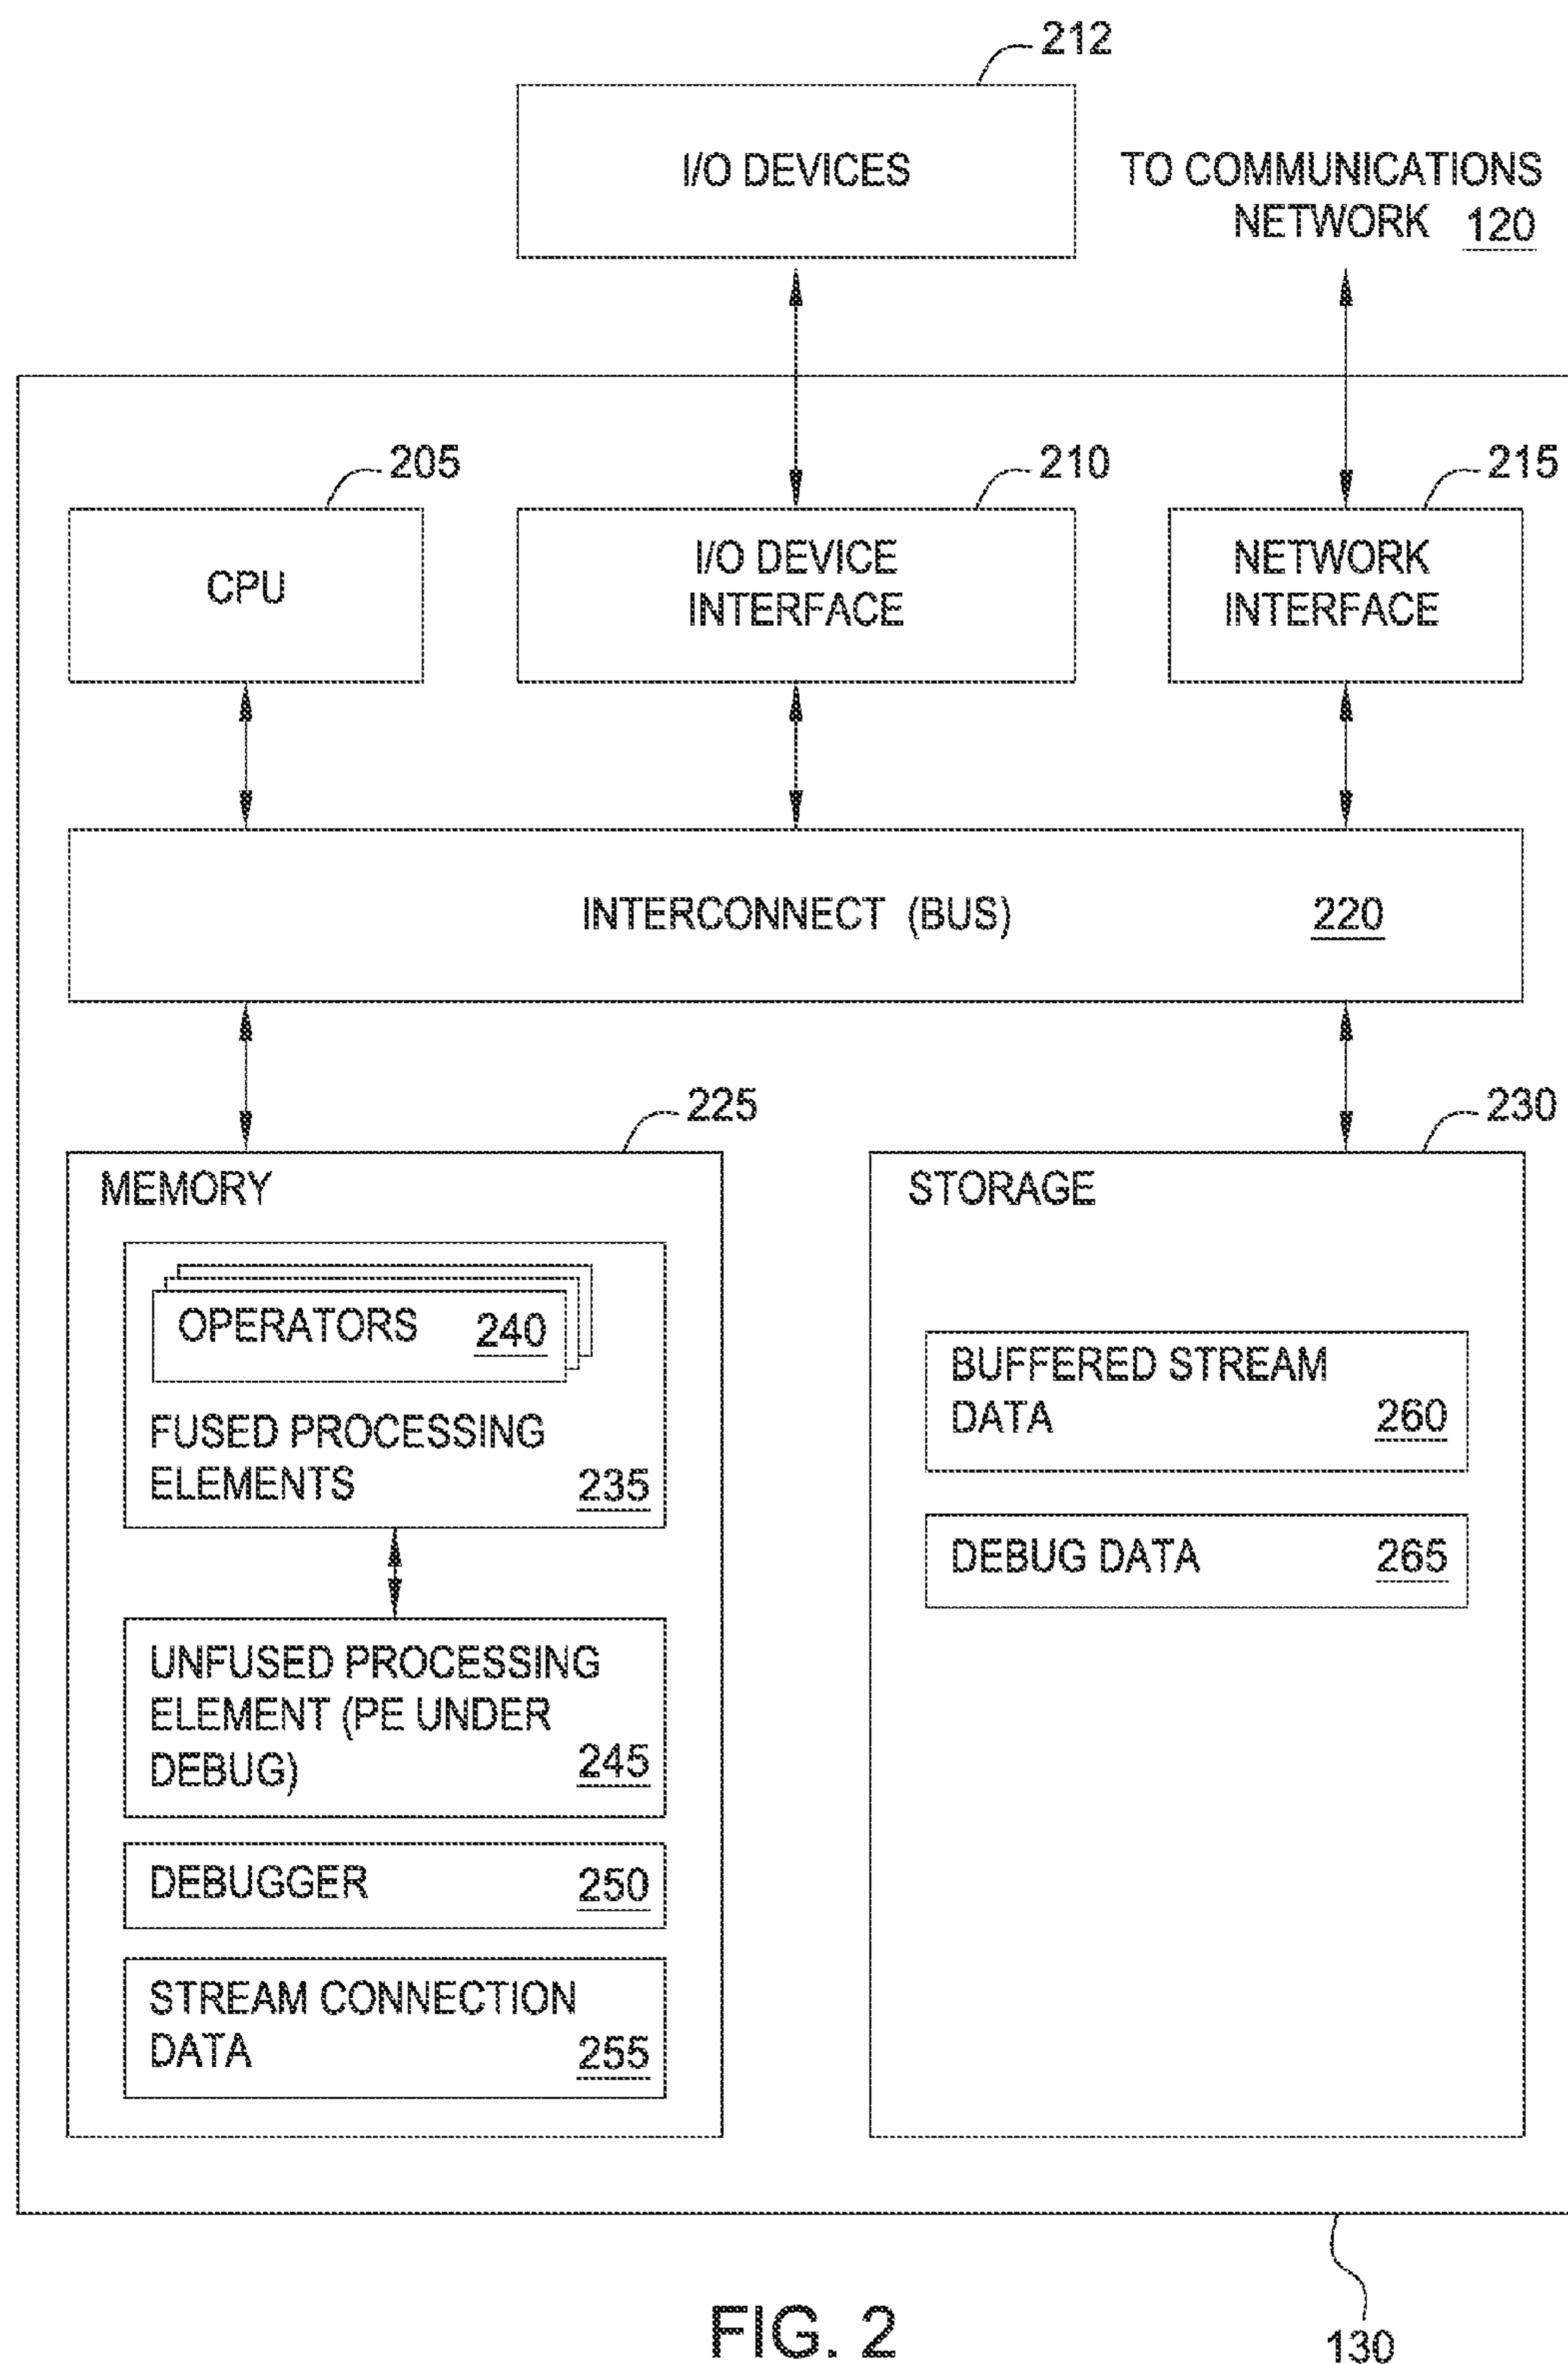 212
I/O DEVICES
TO COMMUNICATIONS
NETWORK 120
205
210
215
CPU
I/O DEVICE
INTERFACE
NETWORK
INTERFACE
INTERCONNECT (BUS) 220
225
230
MEMORY
OPERATORS 240
FUSED PROCESSING
ELEMENTS 235
UNFUSED PROCESSING
ELEMENT (PE UNDER
DEBUG) 245
DEBUGGER 250
STREAM CONNECTION
DATA 255
STORAGE
BUFFERED STREAM
DATA 260
DEBUG DATA 265
130
FIG. 2